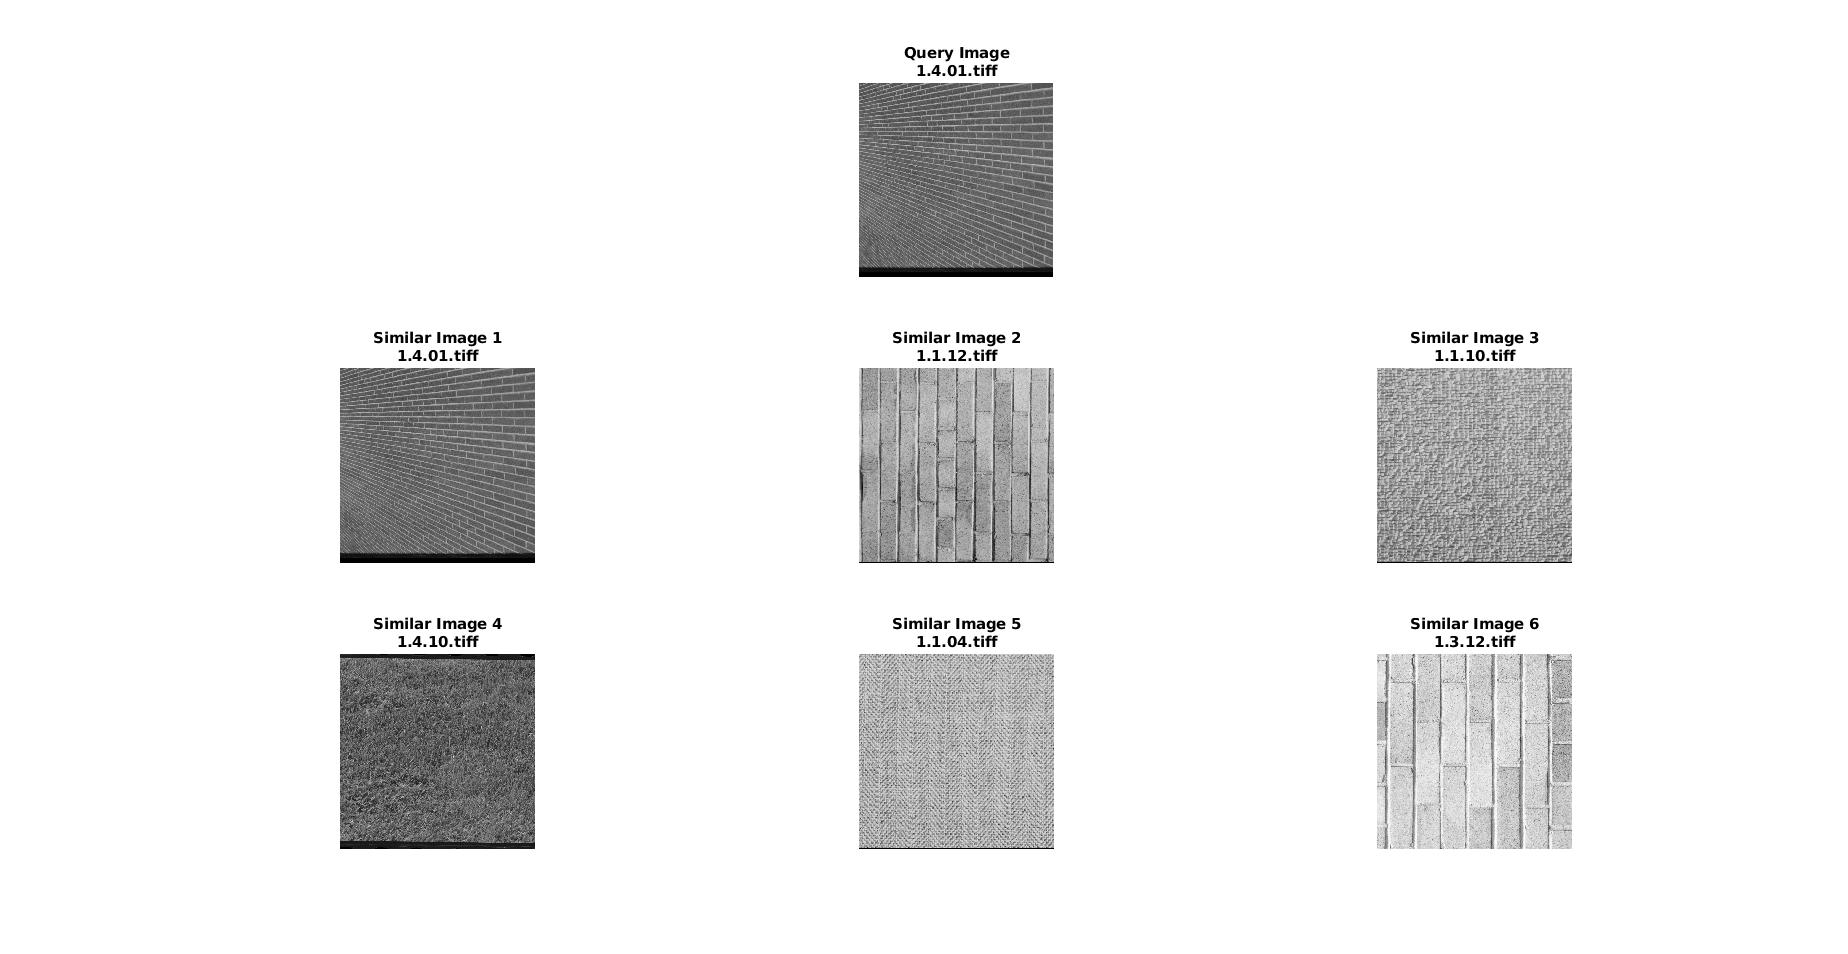 Query Image
1.4.01.tiff
Similar Image 1
1.4.01.tiff
Similar Image 2
1.1.12.tiff
Similar Image 3
1.1.10.tiff
Similar Image 4
1.4.10.tiff
Similar Image 5
1.1.04.tiff
Similar Image 6
1.3.12.tiff